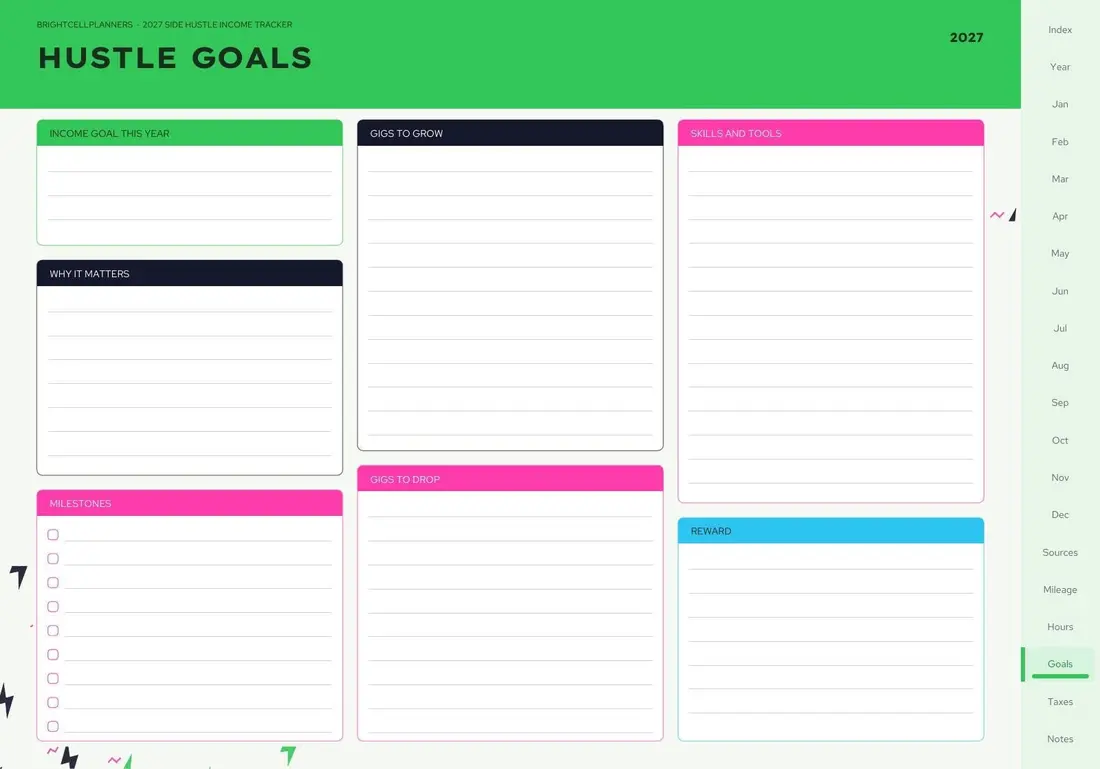 BRIGHTCELLPLANNERS · 2027 SIDE HUSTLE INCOME TRACKER
HUSTLE GOALS
2027
INCOME GOAL THIS YEAR
WHY IT MATTERS
MILESTONES
GIGS TO GROW
GIGS TO DROP
SKILLS AND TOOLS
REWARD
Index
Year
Jan
Feb
Mar
Apr
May
Jun
Jul
Aug
Sep
Oct
Nov
Dec
Sources
Mileage
Hours
Goals
Taxes
Notes